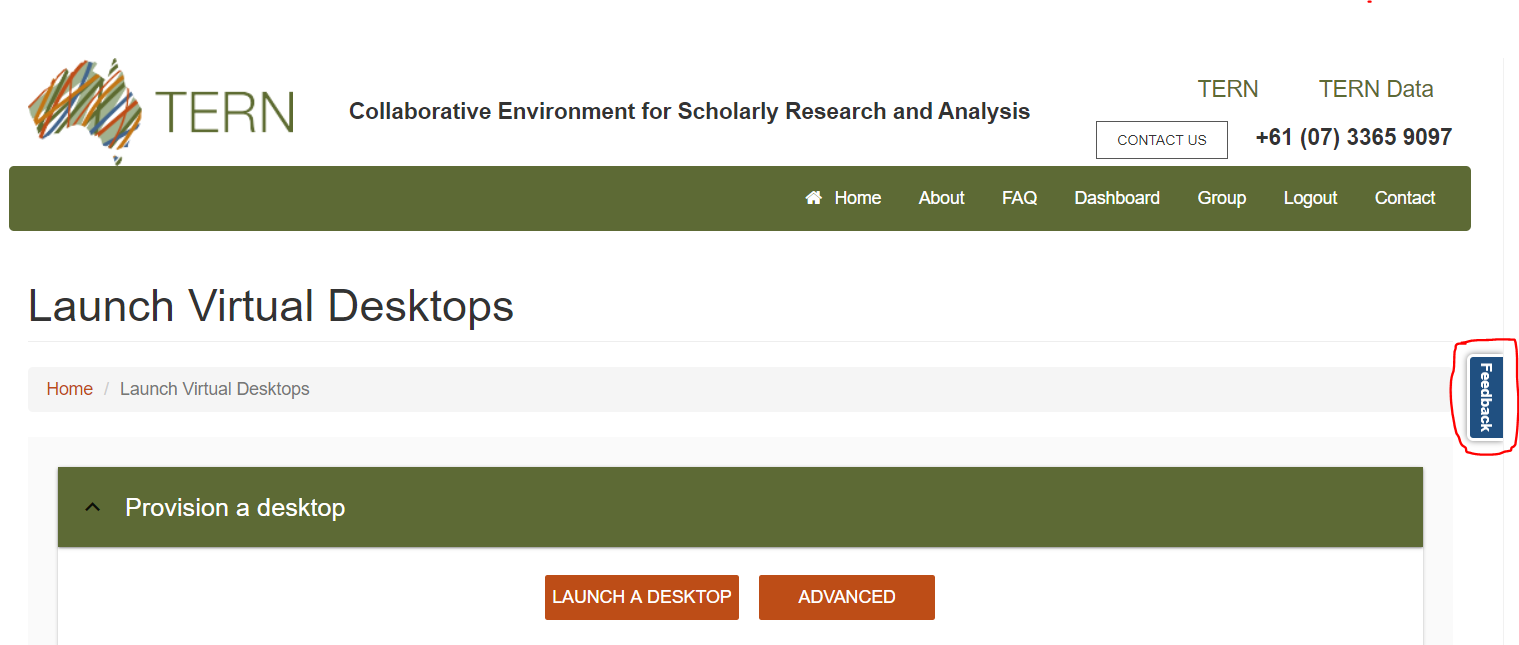 TERN
Collaborative Environment for Scholarly Research and Analysis
TERN TERN Data
CONTACT US +61 (07) 3365 9097
Home About FAQ Dashboard Group Logout Contact
Launch Virtual Desktops
Home / Launch Virtual Desktops
Feedback
Provision a desktop
LAUNCH A DESKTOP ADVANCED